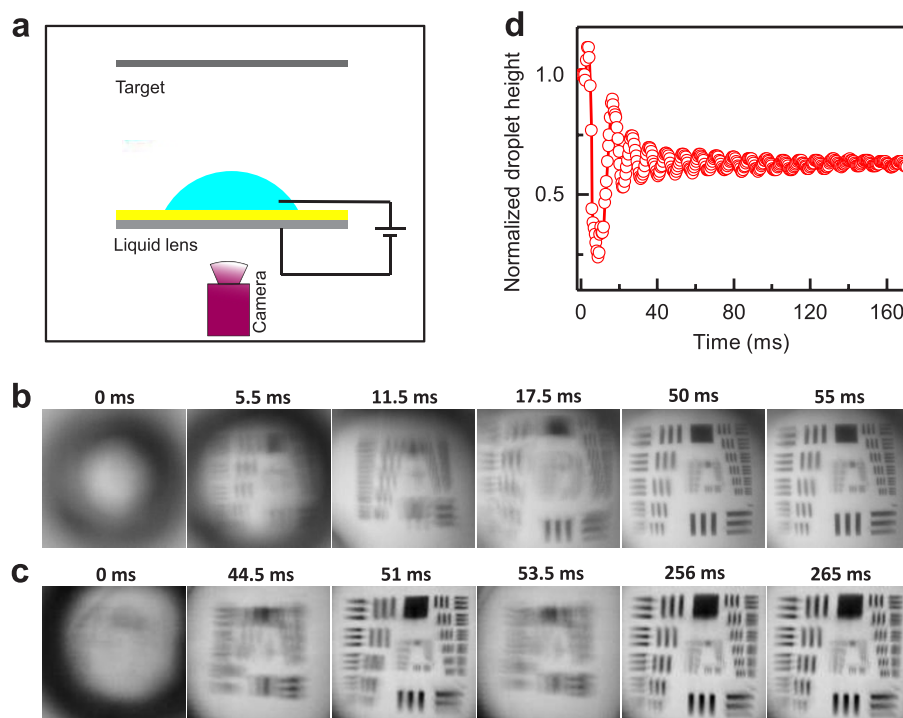 a
Target
Liquid lens
Camera
d
Normalized droplet height
1.0
0.5
0 40 80 120 160
Time (ms)
b
0 ms 5.5 ms 11.5 ms 17.5 ms 50 ms 55 ms
c
0 ms 44.5 ms 51 ms 53.5 ms 256 ms 265 ms